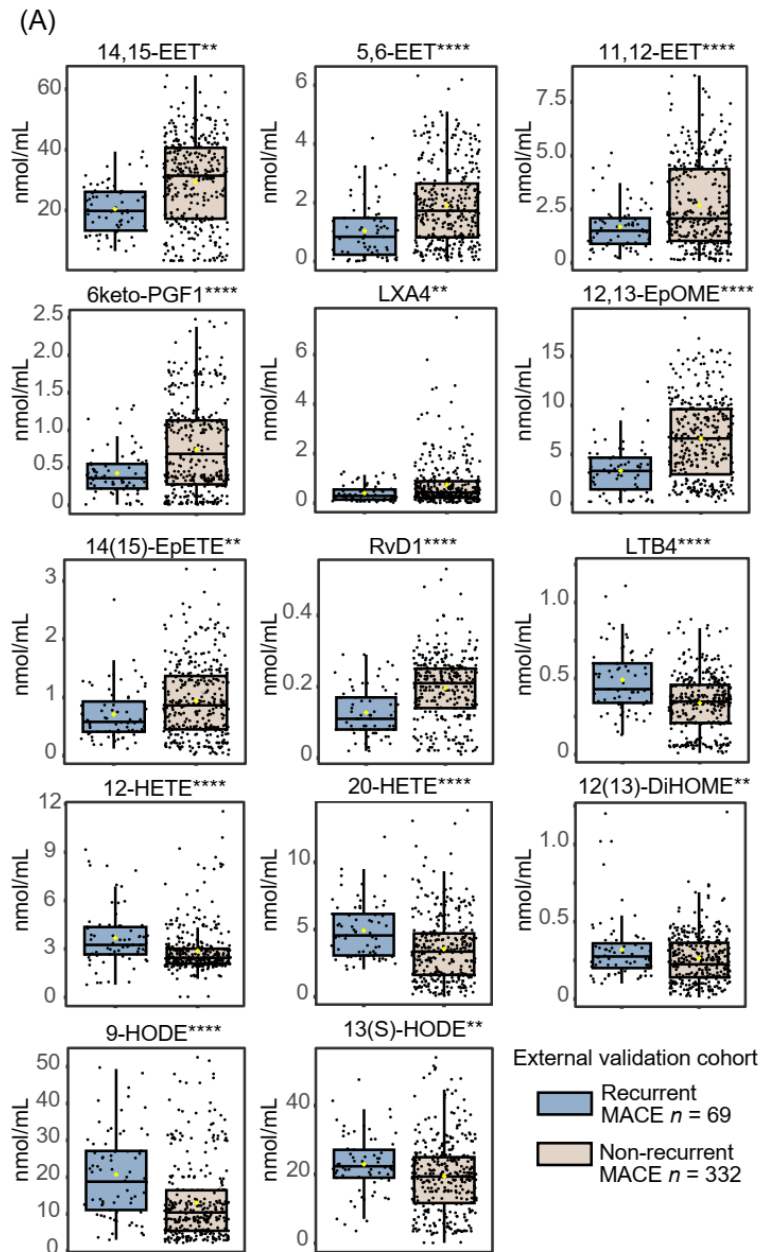 (A)
14,15-EET** 5,6-EET**** 11,12-EET****
nmol/mL 60 40 20
nmol/mL 6 4 2 0
nmol/mL 7.5 5.0 2.5 0
6keto-PGF1**** LXA4** 12,13-EpOME****
nmol/mL 2.5 2.0 1.5 1.0 0.5 0
nmol/mL 8 6 4 2 0
nmol/mL 20 15 10 5 0
14(15)-EpETE** RvD1**** LTB4****
nmol/mL 3 2 1 0
nmol/mL 0.4 0.2 0
nmol/mL 1.0 0.5 0
12-HETE**** 20-HETE**** 12(13)-DiHOME**
nmol/mL 12 9 6 3 0
nmol/mL 10 5 0
nmol/mL 1.0 0.5 0
9-HODE**** 13(S)-HODE**
nmol/mL 50 40 30 20 10 0
nmol/mL 40 20 0
External validation cohort
Recurrent
MACE n = 69
Non-recurrent
MACE n = 332